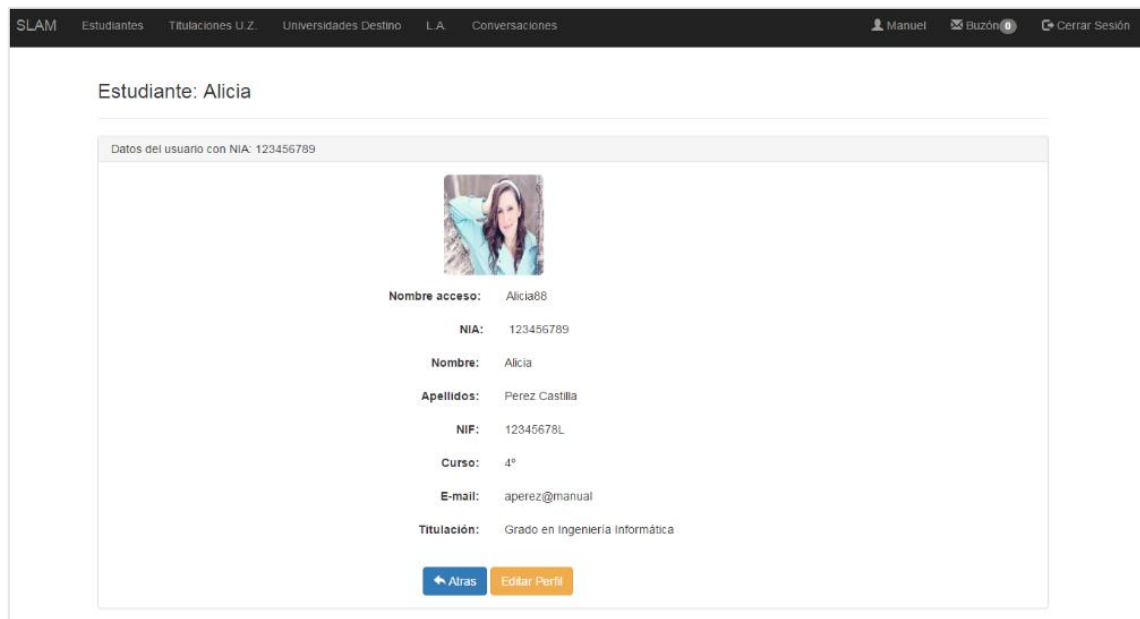 SLAM Estudiantes Titulaciones U.Z. Universidades Destino L.A. Conversaciones Manuel Buzón 0 Cerrar Sesión
Estudiante: Alicia
Datos del usuario con NIA: 123456789
Nombre acceso: Alicia88
NIA: 123456789
Nombre: Alicia
Apellidos: Perez Castilla
NIF: 12345678L
Curso: 4º
E-mail: aperez@manual
Titulación: Grado en Ingeniería Informática
Atras Editar Perfil